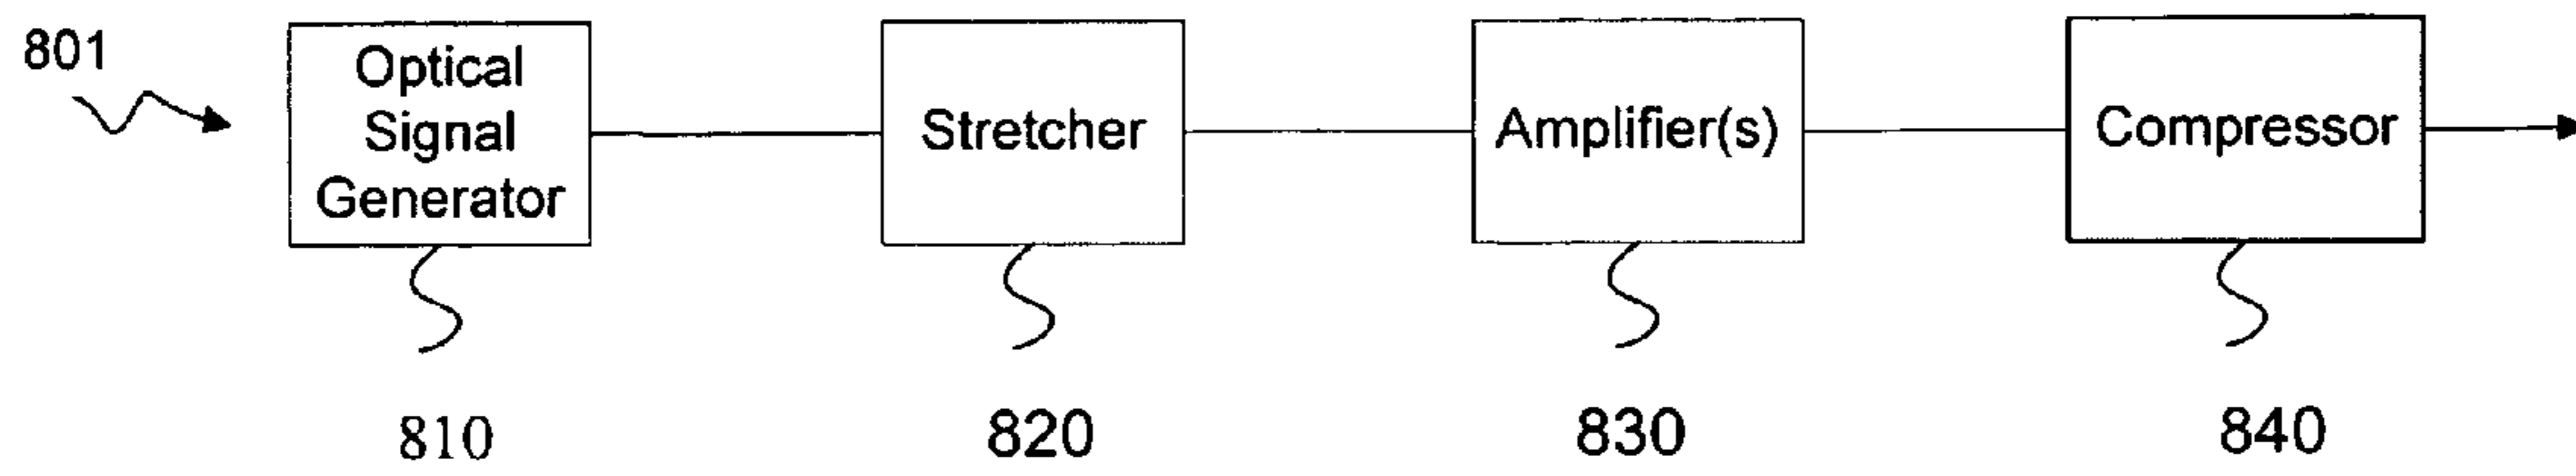 801
Optical
Signal
Generator
Stretcher
Amplifier(s)
Compressor
810
820
830
840